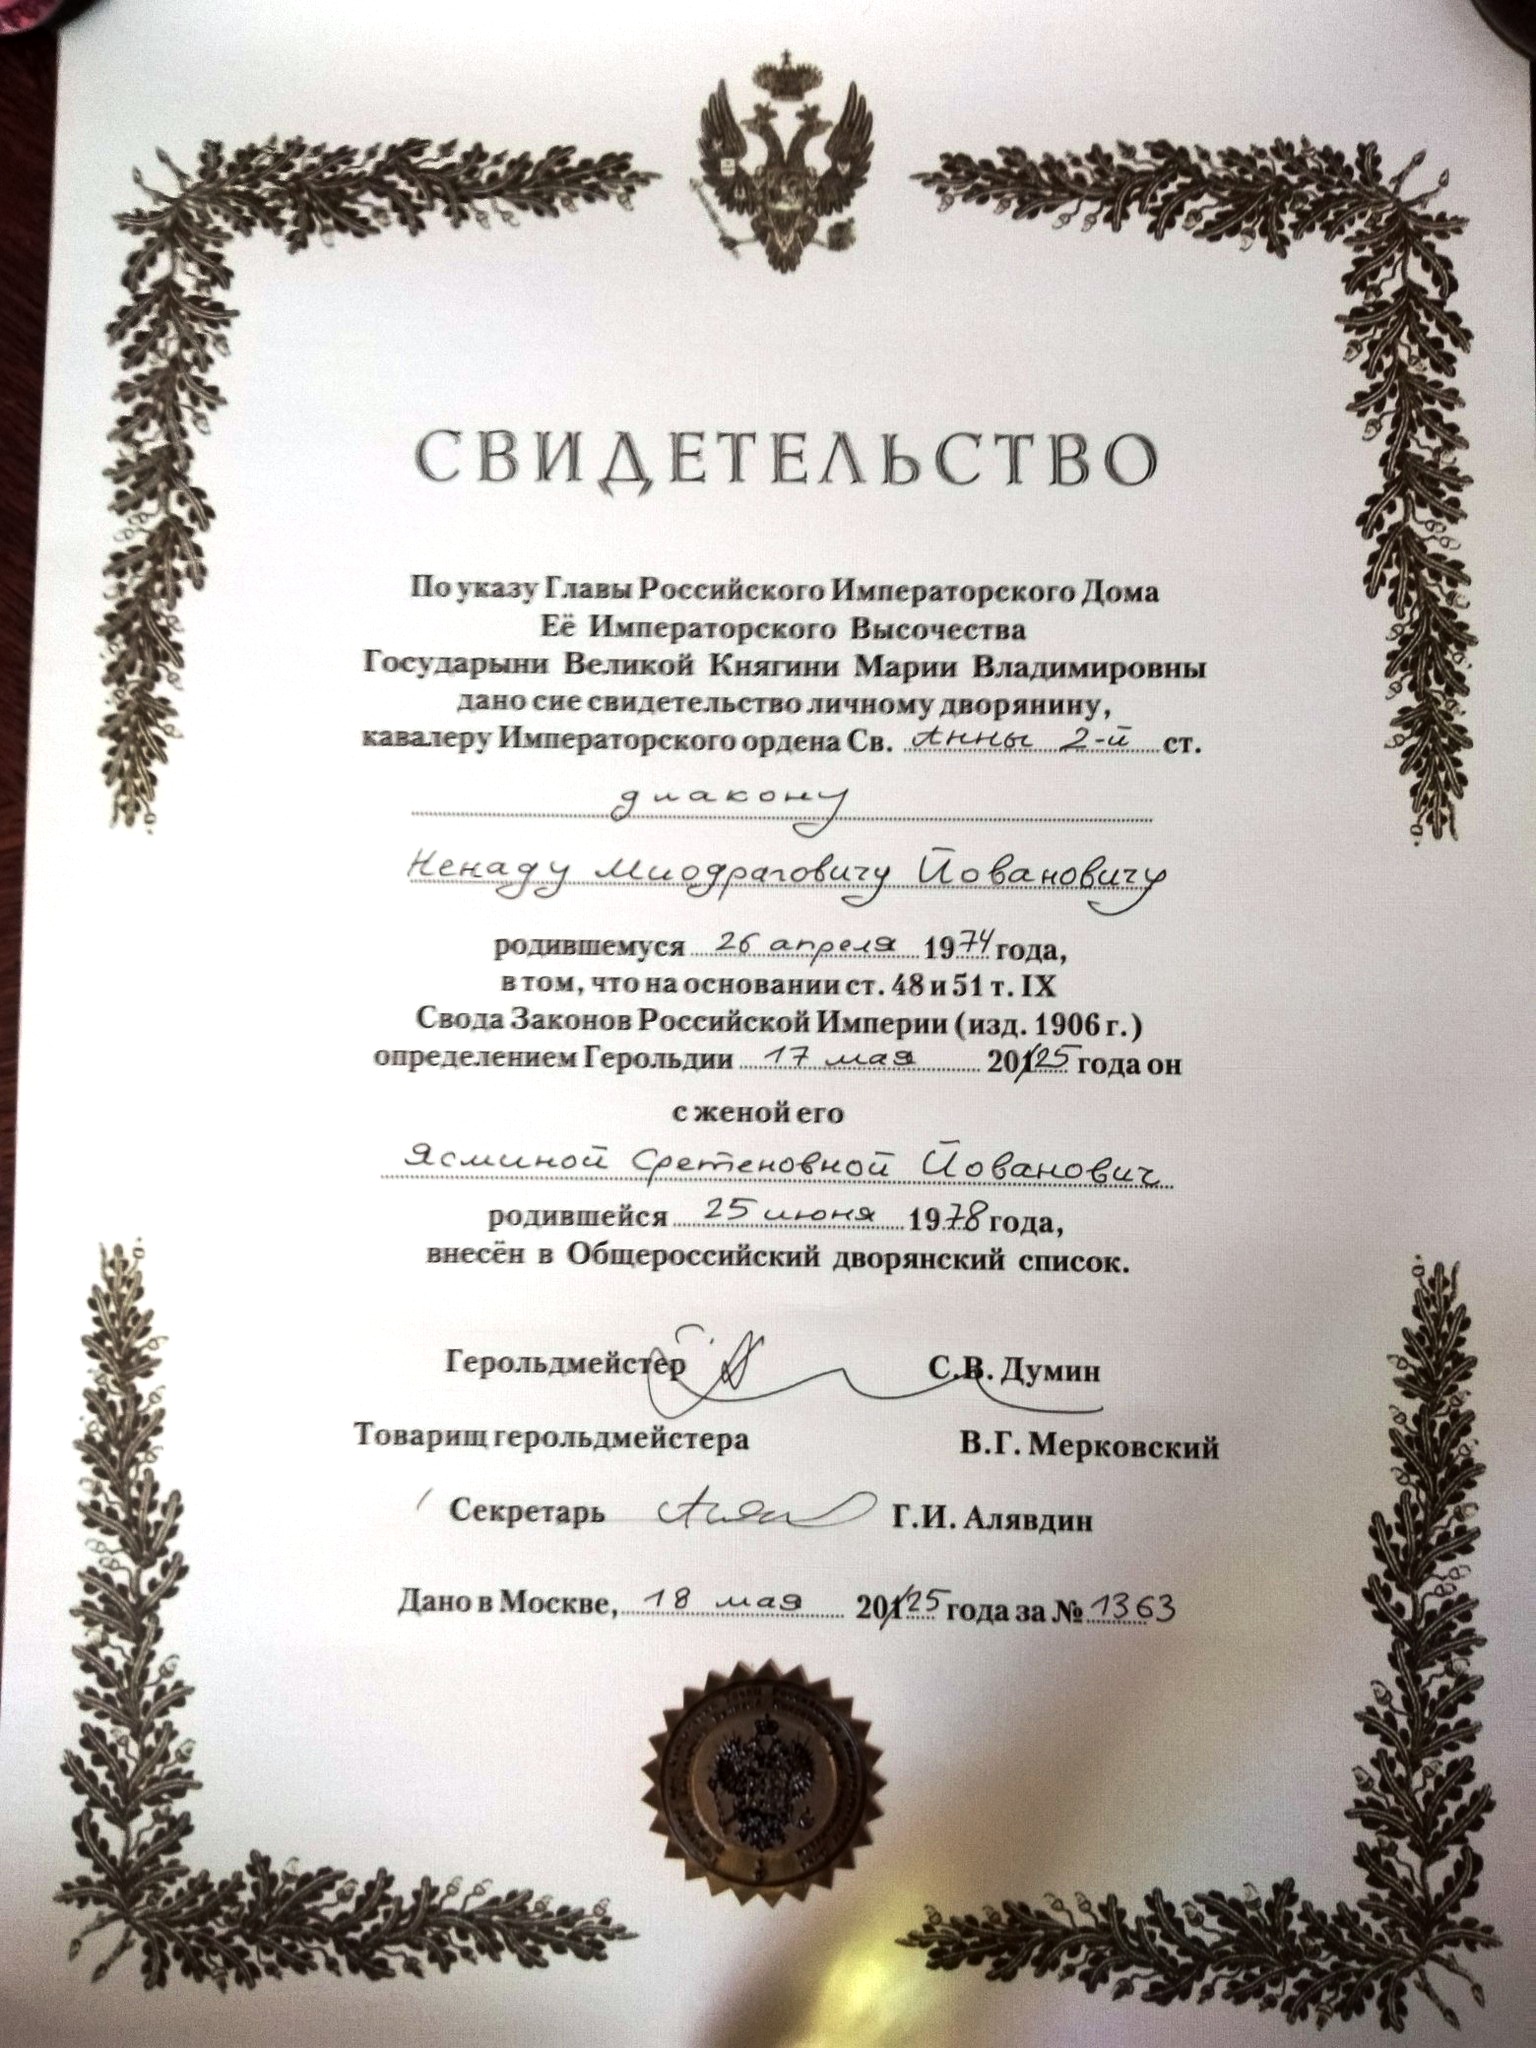 СВИДЕТЕЛЬСТВО
По указу Главы Российского Императорского Дома
Её Императорского Высочества
Государыни Великой Княгини Марии Владимировны
дано сие свидетельство личному дворянину,
кавалеру Императорского ордена Св. Анны 2-й ст.
диакону
Ненаду Миодраговичу Йовановичу
родившемуся 26 апреля 1974 года,
в том, что на основании ст. 48 и 51 т. IX
Свода Законов Российской Империи (изд. 1906 г.)
определением Герольдии 17 мая 2025 года он
с женой его
Ясминой Сретеновной Йованович
родившейся 25 июня 1978 года,
внесён в Общероссийский дворянский список.
Герольдмейстер С.В. Думин
Товарищ герольдмейстера В.Г. Мерковский
Секретарь Г.И. Алявдин
Дано в Москве, 18 мая 2025 года за № 1363